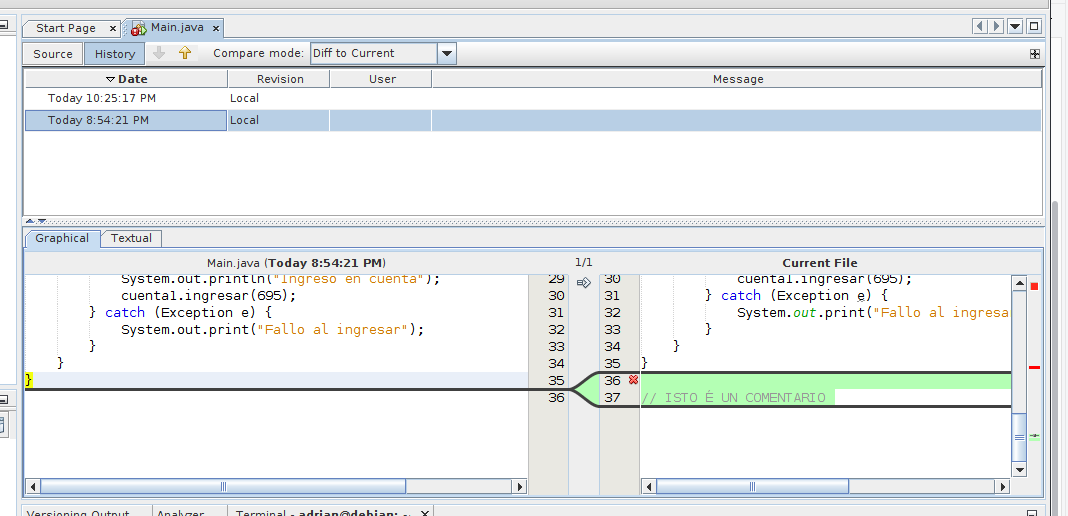 Start Page × Main.java ×
Source History Compare mode: Diff to Current
Date Revision User Message
Today 10:25:17 PM Local
Today 8:54:21 PM Local
Graphical Textual
Main.java (Today 8:54:21 PM) 1/1 Current File
System.out.println("Ingreso en cuenta"); 29 30 cuenta1.ingresar(695);
cuenta1.ingresar(695); 30 31 } catch (Exception e) {
} catch (Exception e) { 31 32 System.out.print("Fallo al ingresa
System.out.print("Fallo al ingresar"); 32 33 }
} 33 34 }
} 34 35 }
} 35 36
36 37 // ISTO É UN COMENTARIO
Versioning Output Analyzer Terminal - adrian@debian: ~ ×